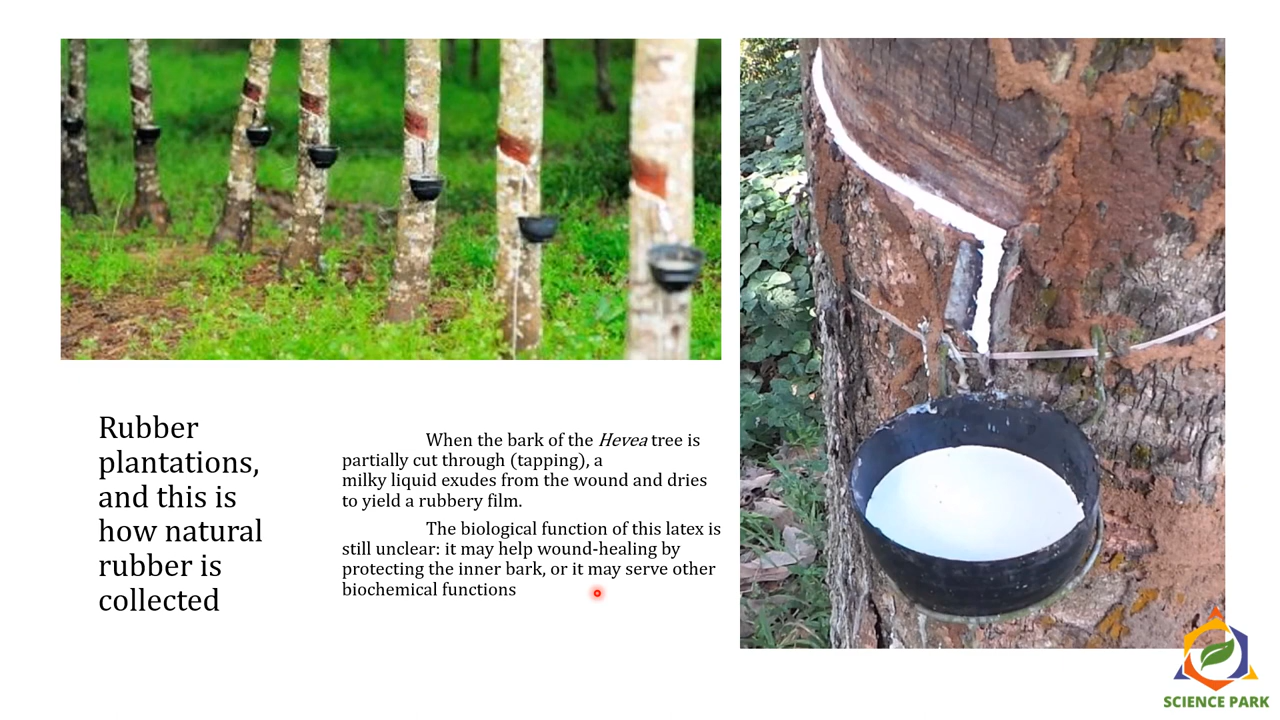 Rubber
plantations,
and this is
how natural
rubber is
collected
When the bark of the Hevea tree is
partially cut through (tapping), a
milky liquid exudes from the wound and dries
to yield a rubbery film.
The biological function of this latex is
still unclear: it may help wound-healing by
protecting the inner bark, or it may serve other
biochemical functions
SCIENCE PARK